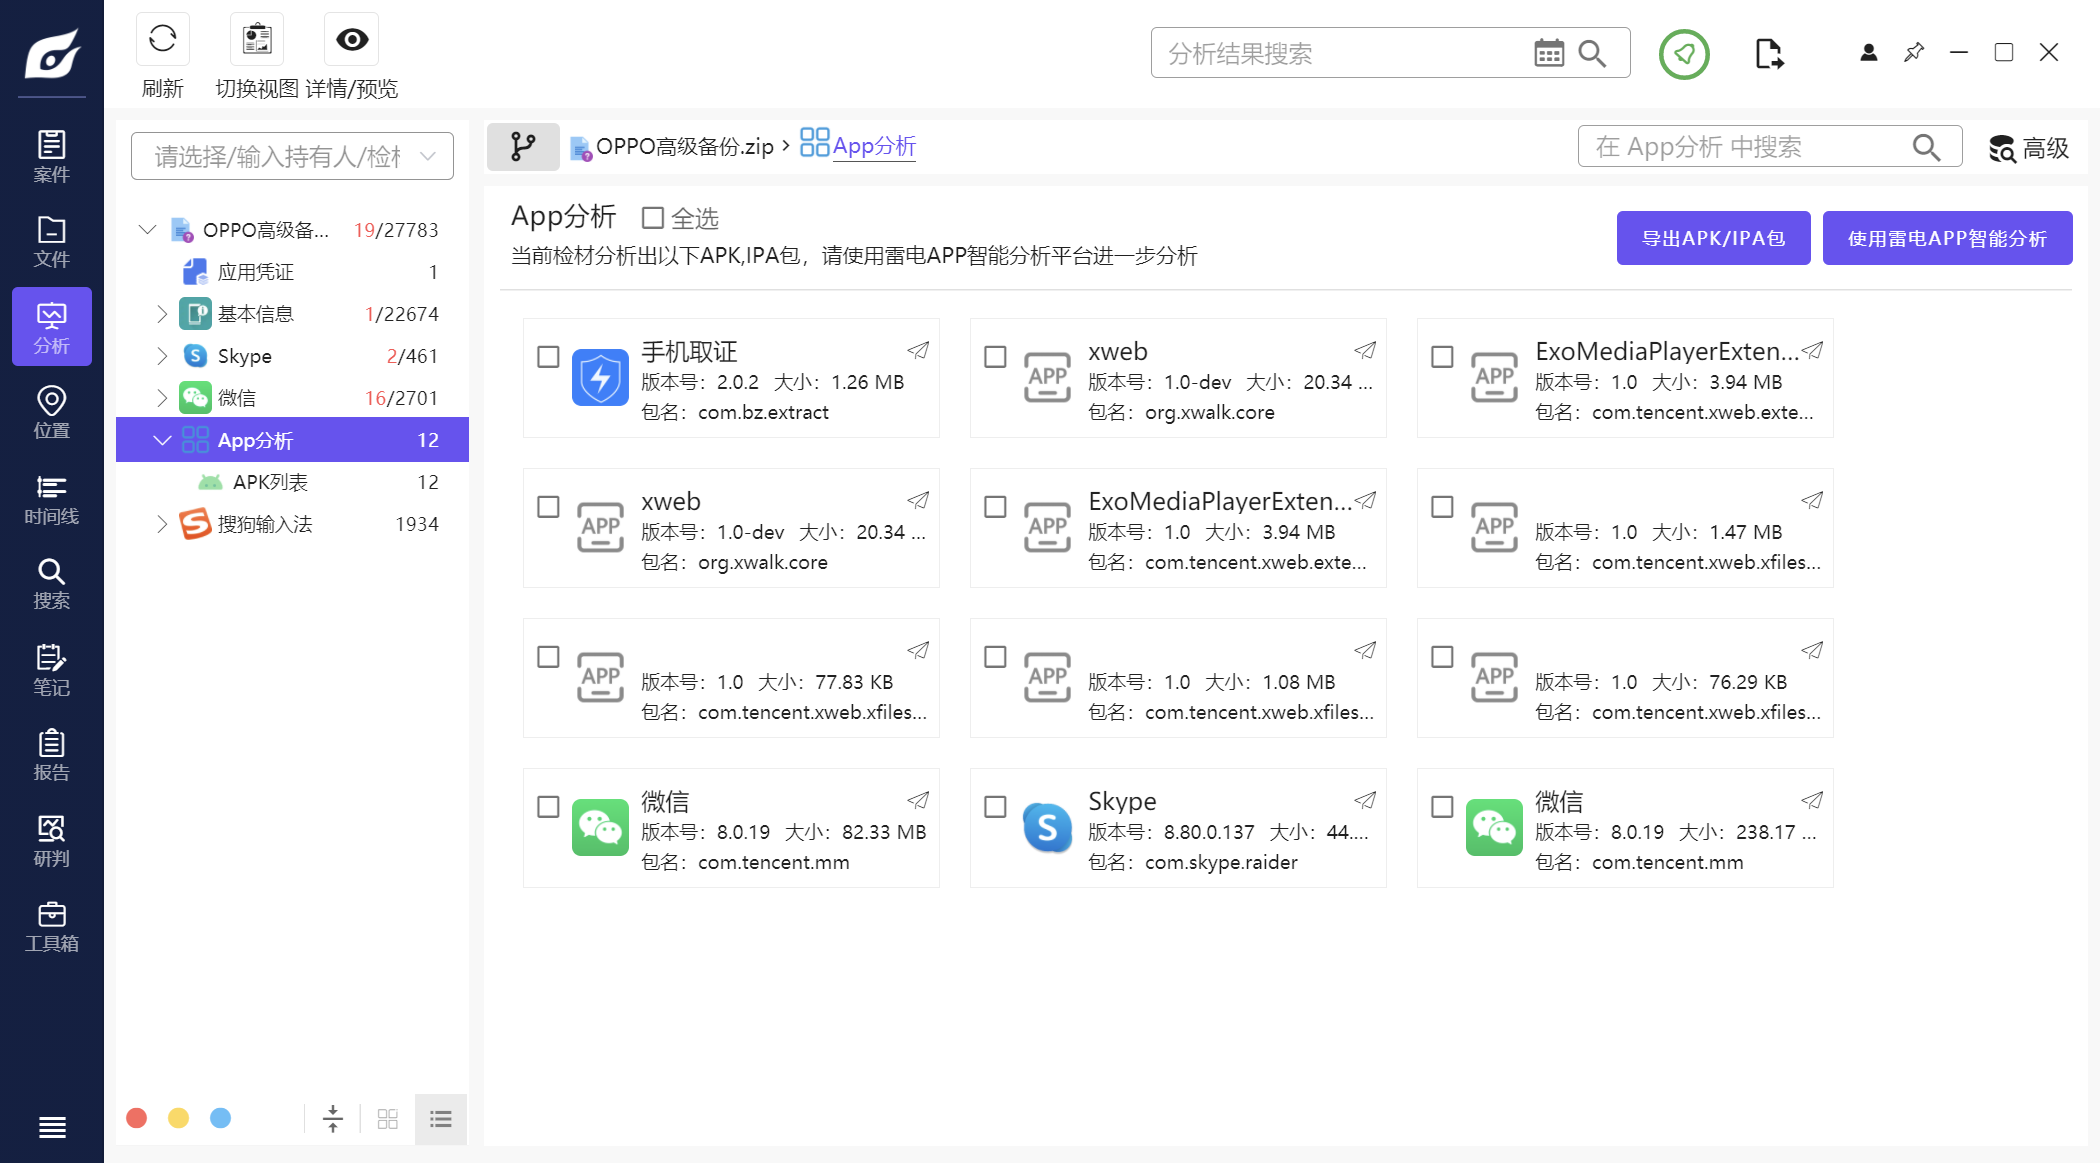 刷新
切换视图
详情/预览
分析结果搜索
案件
文件
分析
位置
时间线
搜索
笔记
报告
研判
工具箱
请选择/输入持有人/检材
OPPO高级备... 19/27783
应用凭证 1
基本信息 1/22674
Skype 2/461
微信 16/2701
App分析 12
APK列表 12
搜狗输入法 1934
OPPO高级备份.zip
App分析
在 App分析 中搜索
高级
App分析
全选
当前检材分析出以下APK,IPA包，请使用雷电APP智能分析平台进一步分析
导出APK/IPA包
使用雷电APP智能分析
手机取证
版本号：2.0.2 大小：1.26 MB
包名：com.bz.extract
APP
xweb
版本号：1.0-dev 大小：20.34 ...
包名：org.xwalk.core
APP
ExoMediaPlayerExten...
版本号：1.0 大小：3.94 MB
包名：com.tencent.xweb.exte...
APP
xweb
版本号：1.0-dev 大小：20.34 ...
包名：org.xwalk.core
APP
ExoMediaPlayerExten...
版本号：1.0 大小：3.94 MB
包名：com.tencent.xweb.exte...
APP
版本号：1.0 大小：1.47 MB
包名：com.tencent.xweb.xfiles...
APP
版本号：1.0 大小：77.83 KB
包名：com.tencent.xweb.xfiles...
APP
版本号：1.0 大小：1.08 MB
包名：com.tencent.xweb.xfiles...
APP
版本号：1.0 大小：76.29 KB
包名：com.tencent.xweb.xfiles...
微信
版本号：8.0.19 大小：82.33 MB
包名：com.tencent.mm
Skype
版本号：8.80.0.137 大小：44....
包名：com.skype.raider
微信
版本号：8.0.19 大小：238.17 ...
包名：com.tencent.mm